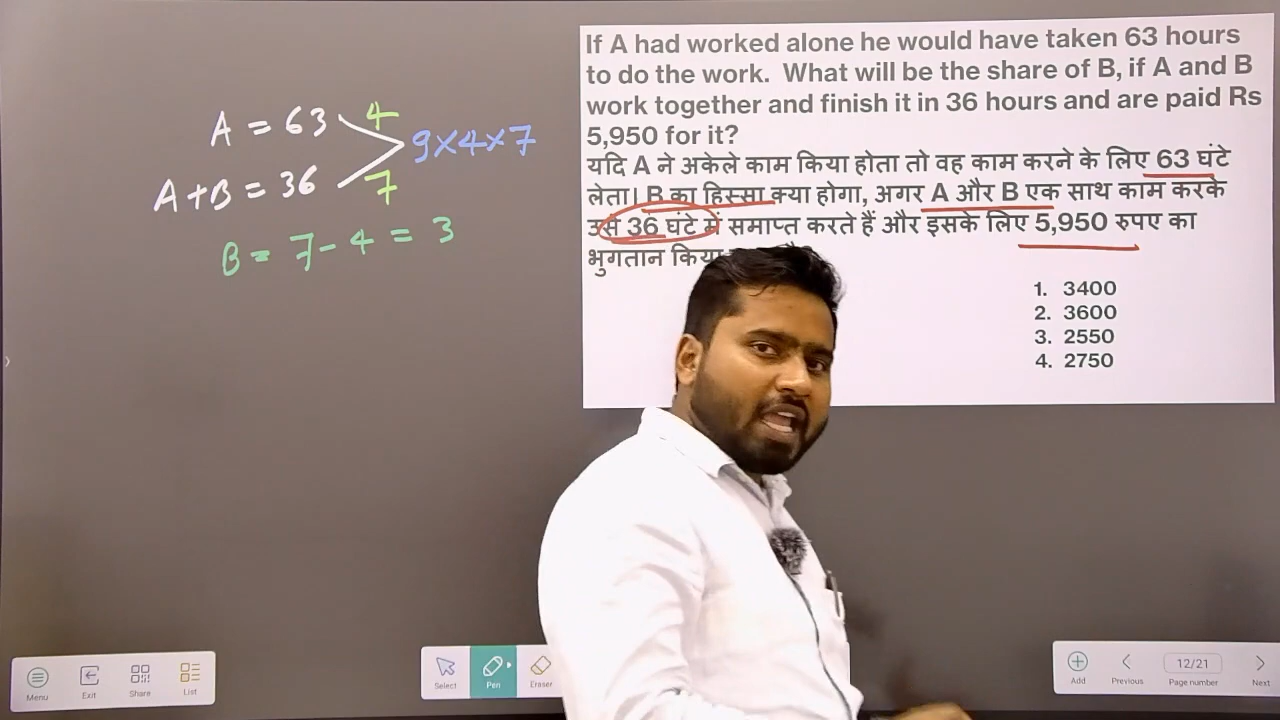 If A had worked alone he would have taken 63 hours
to do the work. What will be the share of B, if A and B
work together and finish it in 36 hours and are paid Rs
5,950 for it?
यदि A ने अकेले काम किया होता तो वह काम करने के लिए 63 घंटे
लेता। B का हिस्सा क्या होगा, अगर A और B एक साथ काम करके
उसे 36 घंटे में समाप्त करते हैं और इसके लिए 5,950 रुपए का
भुगतान किया
1. 3400
2. 3600
3. 2550
4. 2750
A = 63 4
9×4×7
A+B = 36 7
B = 7-4 = 3
Menu Exit Share List
Select Pen Eraser
Add Previous 12/21 Page number Next